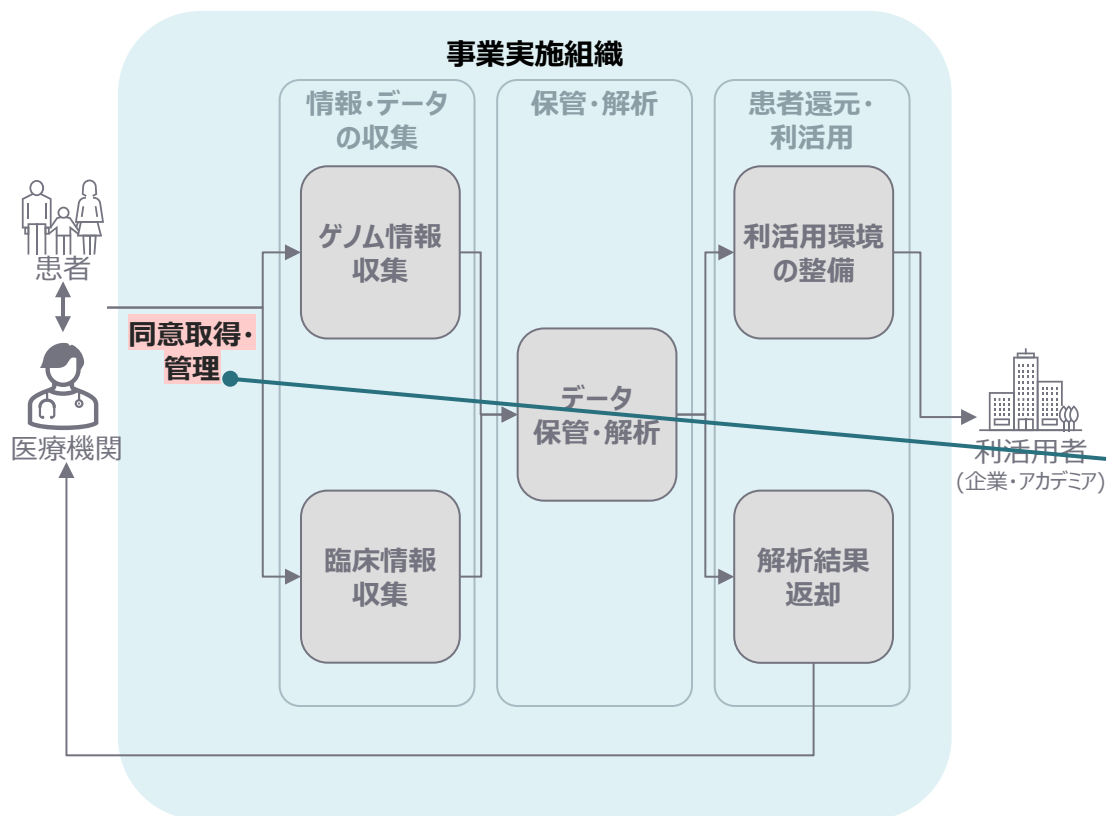 事業実施組織
情報・データ
の収集
保管・解析
患者還元・
利活用
ゲノム情報
収集
利活用環境
の整備
患者
同意取得・
管理
データ
保管・解析
医療機関
利活用者
(企業・アカデミア)
臨床情報
収集
解析結果
返却